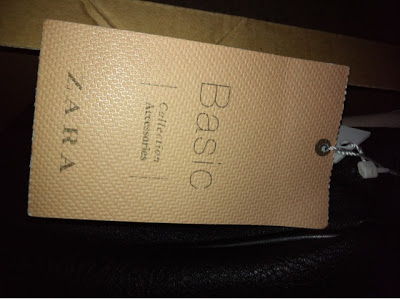 Basic
Collection
Accessories
ZARA